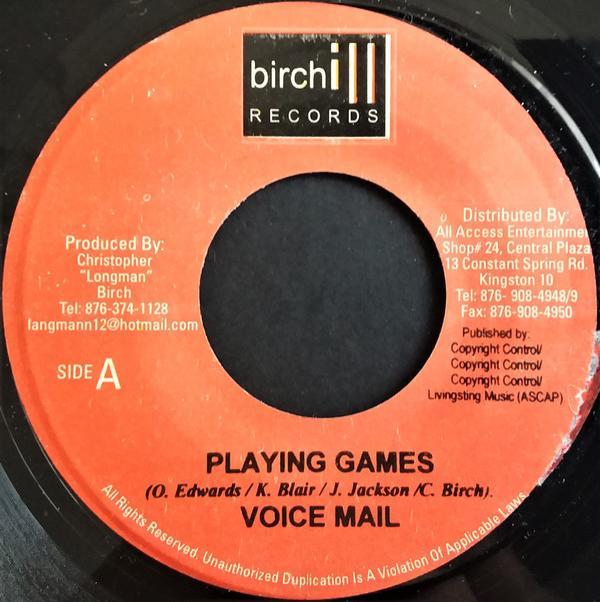 birchill
RECORDS
Produced By:
Christopher
"Longman"
Birch
Tel: 876-374-1128
langmann12@hotmail.com
SIDE A
Distributed By:
All Access Entertainmen
Shop# 24, Central Plaza
13 Constant Spring Rd.
Kingston 10
Tel: 876- 908-4948/9
Fax: 876-908-4950
Published by:
Copyright Control/
Copyright Control/
Copyright Control/
Livingsting Music (ASCAP)
PLAYING GAMES
(O. Edwards / K. Blair / J. Jackson /C. Birch).
VOICE MAIL
All Rights Reserved. Unauthorized Duplication Is A Violation Of Applicable Laws.